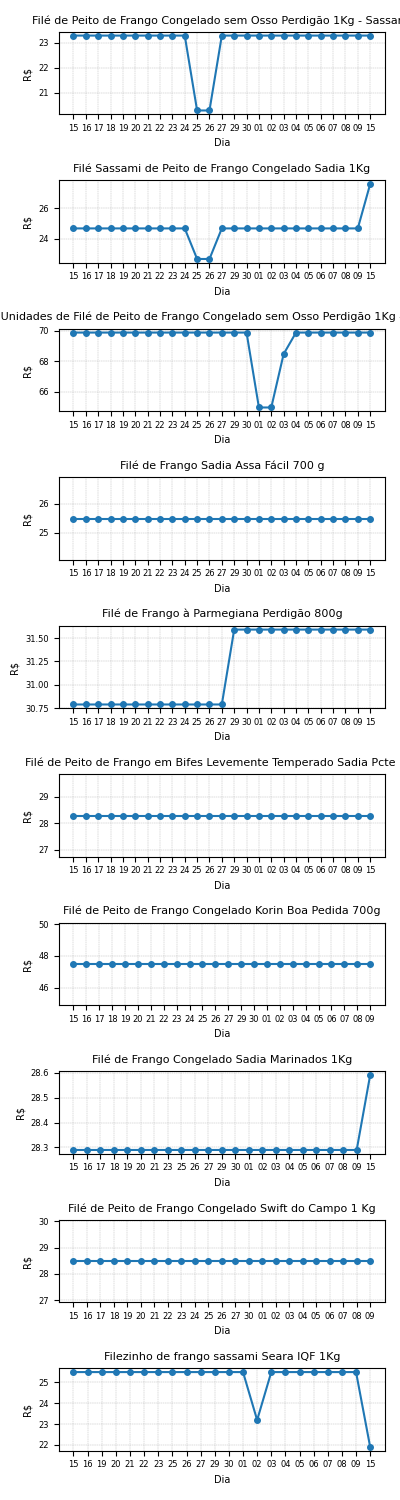 Filé de Peito de Frango Congelado sem Osso Perdigão 1Kg -
23
22
21
R$
15 16 17 18 19 20 21 22 23 24 25 26 27 29 30 01 02 03 04 05 06 07 08 09 15
Dia
Filé Sassami de Peito de Frango Congelado Sadia 1Kg
26
24
R$
15 16 17 18 19 20 21 22 23 24 25 26 27 29 30 01 02 03 04 05 06 07 08 09 15
Dia
Unidades de Filé de Peito de Frango Congelado sem Osso Perdigão 1Kg
70
68
66
R$
15 16 17 18 19 20 21 22 23 24 25 26 27 29 30 01 02 03 04 05 06 07 08 09 15
Dia
Filé de Frango Sadia Assa Fácil 700 g
26
25
R$
15 16 17 18 19 20 21 22 23 24 25 26 27 29 30 01 02 03 04 05 06 07 08 09 15
Dia
Filé de Frango à Parmegiana Perdigão 800g
31.50
31.25
31.00
30.75
R$
15 16 17 18 19 20 21 22 23 24 25 26 27 29 30 01 02 03 04 05 06 07 08 09 15
Dia
Filé de Peito de Frango em Bifes Levemente Temperado Sadia Pcte
29
28
27
R$
15 16 17 18 19 20 21 22 23 24 25 26 27 29 30 01 02 03 04 05 06 07 08 09 15
Dia
Filé de Peito de Frango Congelado Korin Boa Pedida 700g
50
48
46
R$
15 16 17 18 19 20 21 22 23 24 25 26 27 29 30 01 02 03 04 05 06 07 08 09
Dia
Filé de Frango Congelado Sadia Marinados 1Kg
28.6
28.5
28.4
28.3
R$
15 16 17 18 19 20 21 23 24 25 26 27 29 30 01 02 03 04 05 06 07 08 09 15
Dia
Filé de Peito de Frango Congelado Swift do Campo 1 Kg
30
29
28
27
R$
15 16 17 18 19 20 21 22 23 25 26 27 29 30 01 02 03 04 05 06 07 08 09
Dia
Filezinho de frango sassami Seara IQF 1Kg
25
24
23
22
R$
15 16 17 19 20 21 23 25 26 27 29 30 01 02 03 04 05 06 07 08 09 15
Dia